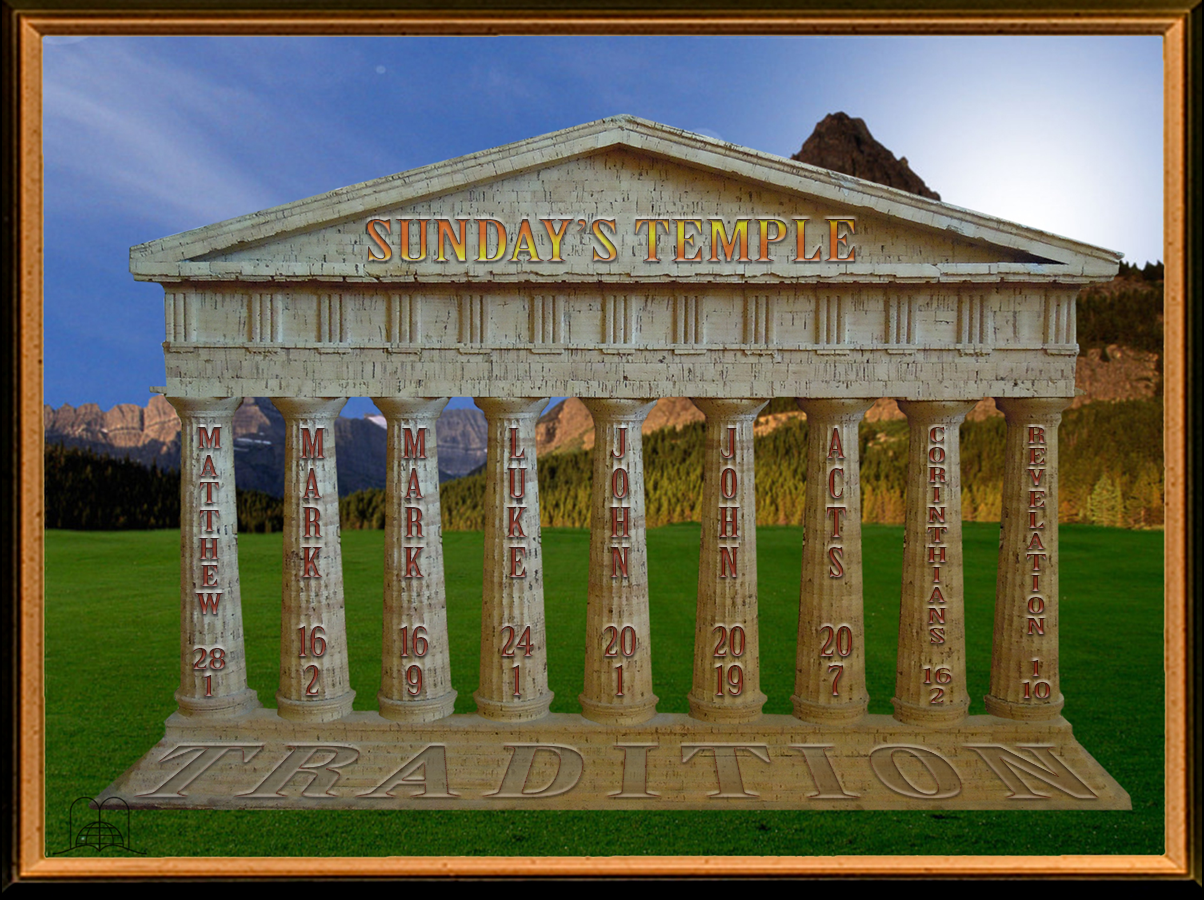 SUNDAY'S TEMPLE
MATTHEW 28 1
MARK 16 2
MARK 16 9
LUKE 24 1
JOHN 20 1
JOHN 20 19
ACTS 20 7
CORINTHIANS 16 2
REVELATION 1 10
TRADITION